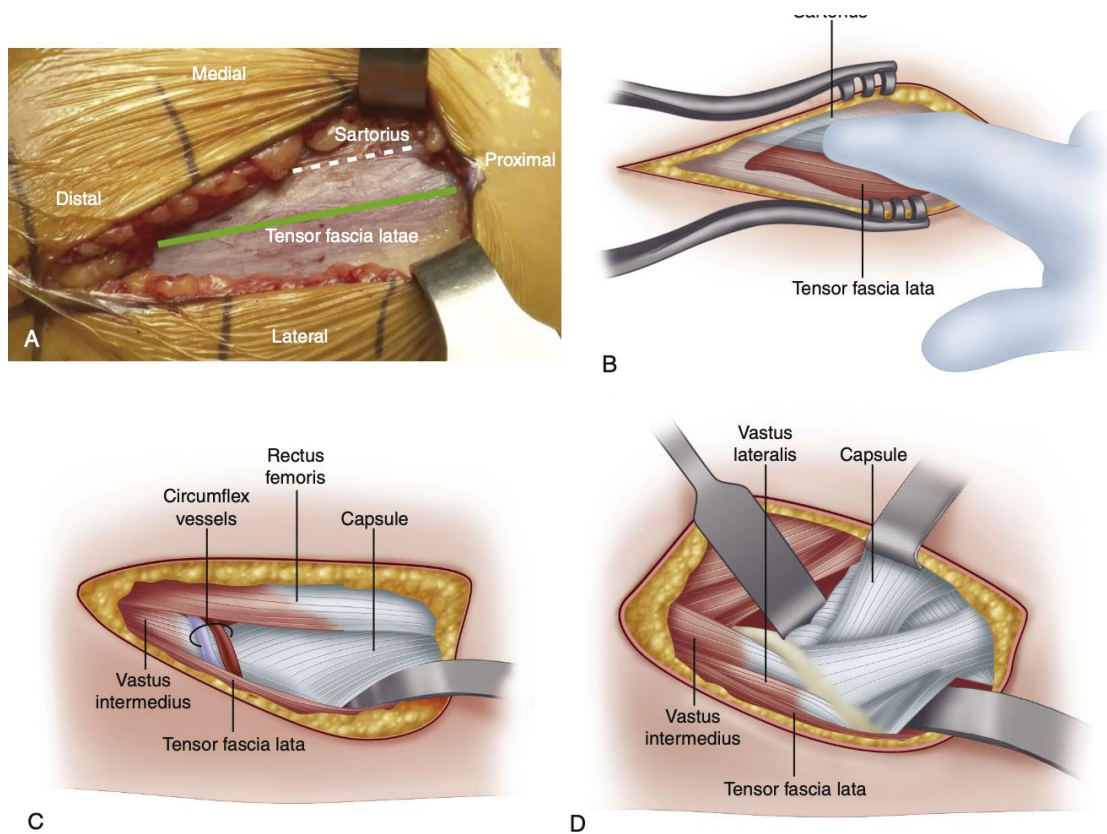 Medial
Sartorius
Proximal
Distal
Tensor fascia latae
Lateral
A
Sartorius
Tensor fascia lata
B
Rectus
femoris
Circumflex
vessels
Capsule
Vastus
intermedius
Tensor fascia lata
C
Vastus
lateralis
Capsule
Vastus
intermedius
Tensor fascia lata
D